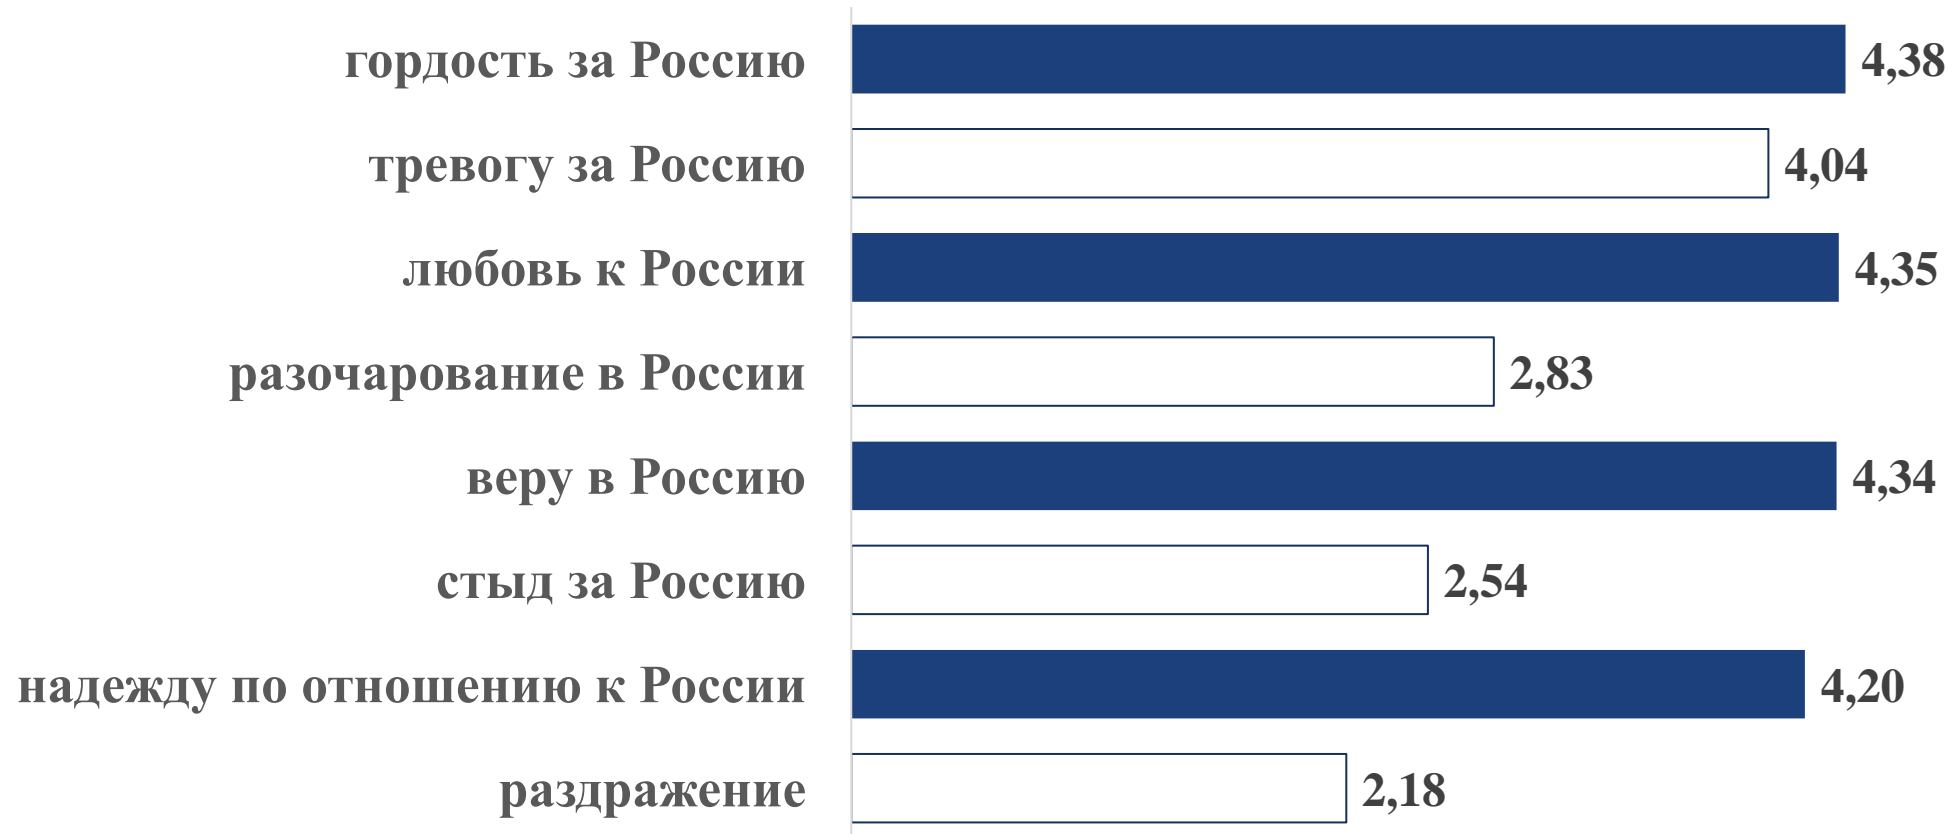 гордость за Россию 4,38
тревогу за Россию 4,04
любовь к России 4,35
разочарование в России 2,83
веру в Россию 4,34
стыд за Россию 2,54
надежду по отношению к России 4,20
раздражение 2,18